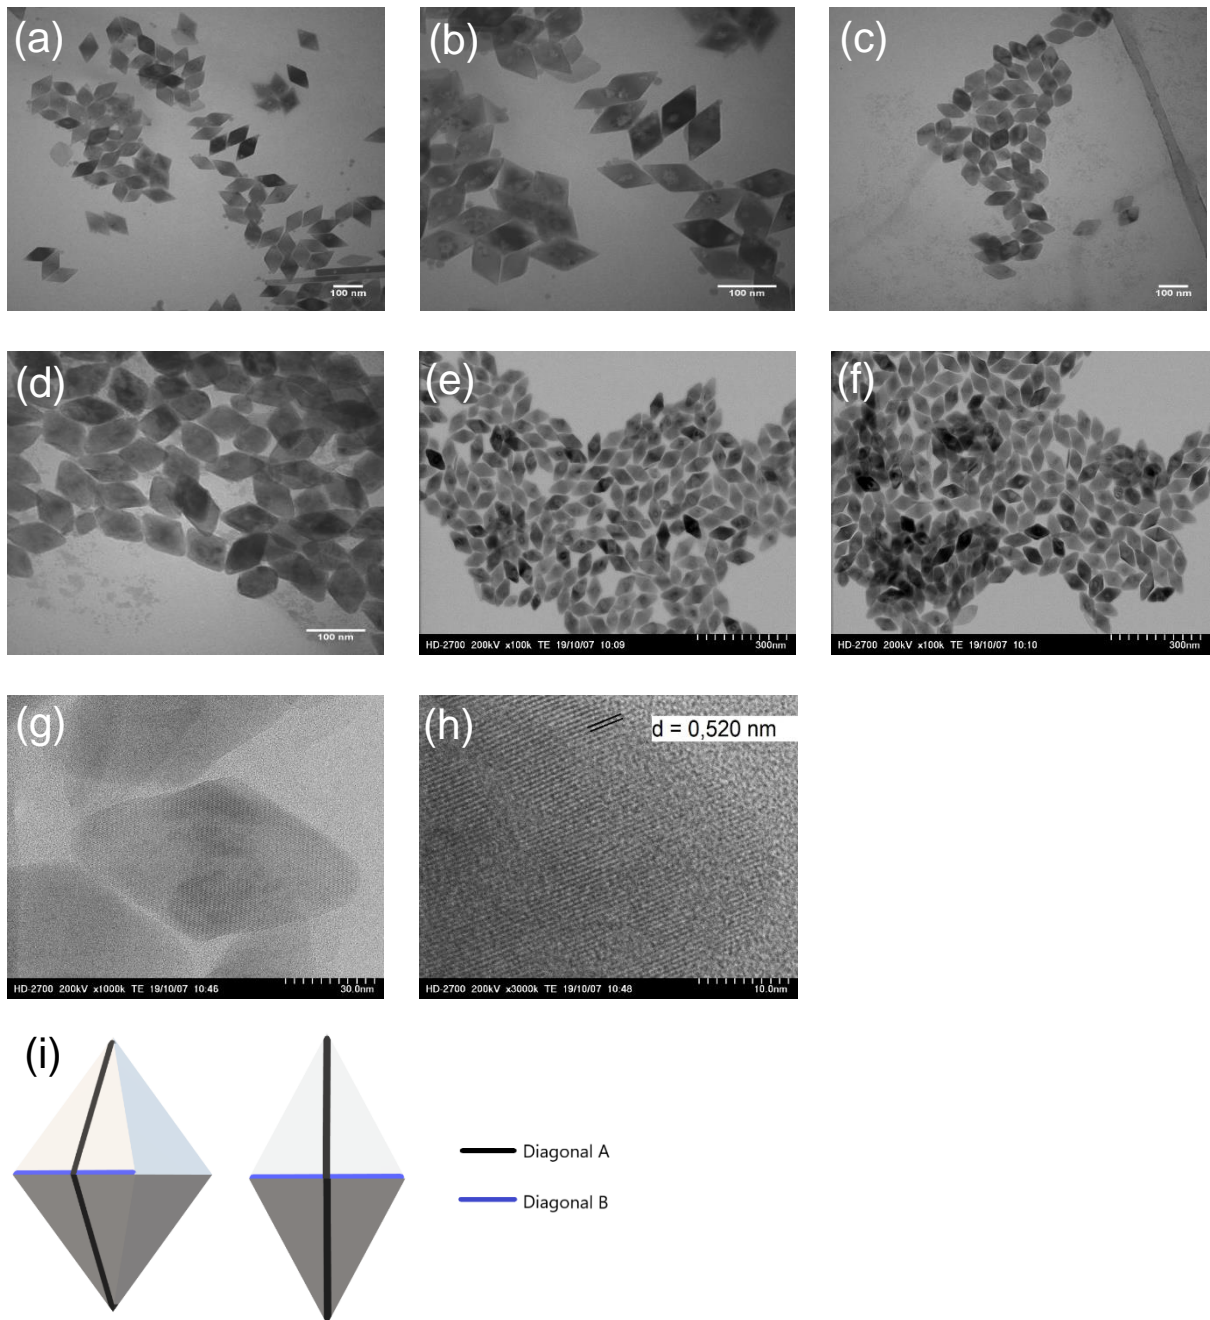 (a)
100 nm
(b)
100 nm
(c)
100 nm
(d)
100 nm
(e)
HD-2700 200kV x100k TE 19/10/07 10:09
300nm
(f)
HD-2700 200kV x100k TE 19/10/07 10:10
300nm
(g)
HD-2700 200kV x1000k TE 19/10/07 10:46
30.0nm
(h)
d = 0,520 nm
HD-2700 200kV x3000k TE 19/10/07 10:48
10.0nm
(i)
Diagonal A
Diagonal B